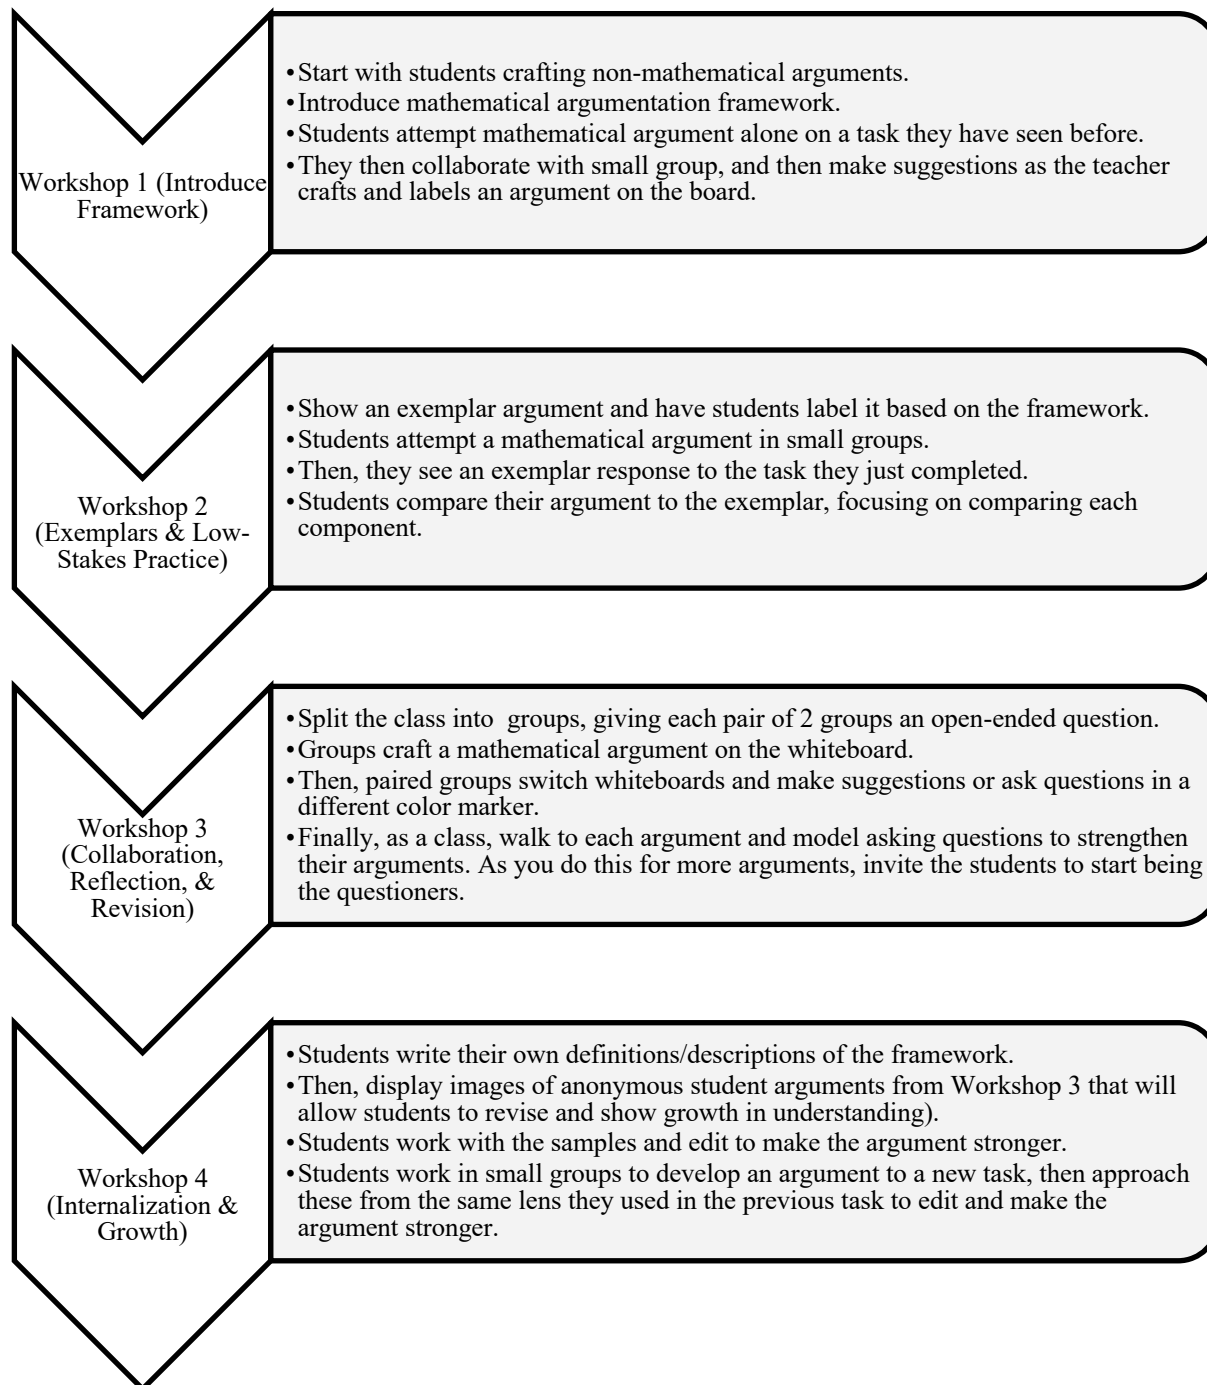 Workshop 1 (Introduce
Framework)
•Start with students crafting non-mathematical arguments.
•Introduce mathematical argumentation framework.
•Students attempt mathematical argument alone on a task they have seen before.
•They then collaborate with small group, and then make suggestions as the teacher
crafts and labels an argument on the board.
Workshop 2
(Exemplars & Low-
Stakes Practice)
•Show an exemplar argument and have students label it based on the framework.
•Students attempt a mathematical argument in small groups.
•Then, they see an exemplar response to the task they just completed.
•Students compare their argument to the exemplar, focusing on comparing each
component.
Workshop 3
(Collaboration,
Reflection, &
Revision)
•Split the class into  groups, giving each pair of 2 groups an open-ended question.
•Groups craft a mathematical argument on the whiteboard.
•Then, paired groups switch whiteboards and make suggestions or ask questions in a
different color marker.
•Finally, as a class, walk to each argument and model asking questions to strengthen
their arguments. As you do this for more arguments, invite the students to start being
the questioners.
Workshop 4
(Internalization &
Growth)
•Students write their own definitions/descriptions of the framework.
•Then, display images of anonymous student arguments from Workshop 3 that will
allow students to revise and show growth in understanding).
•Students work with the samples and edit to make the argument stronger.
•Students work in small groups to develop an argument to a new task, then approach
these from the same lens they used in the previous task to edit and make the
argument stronger.